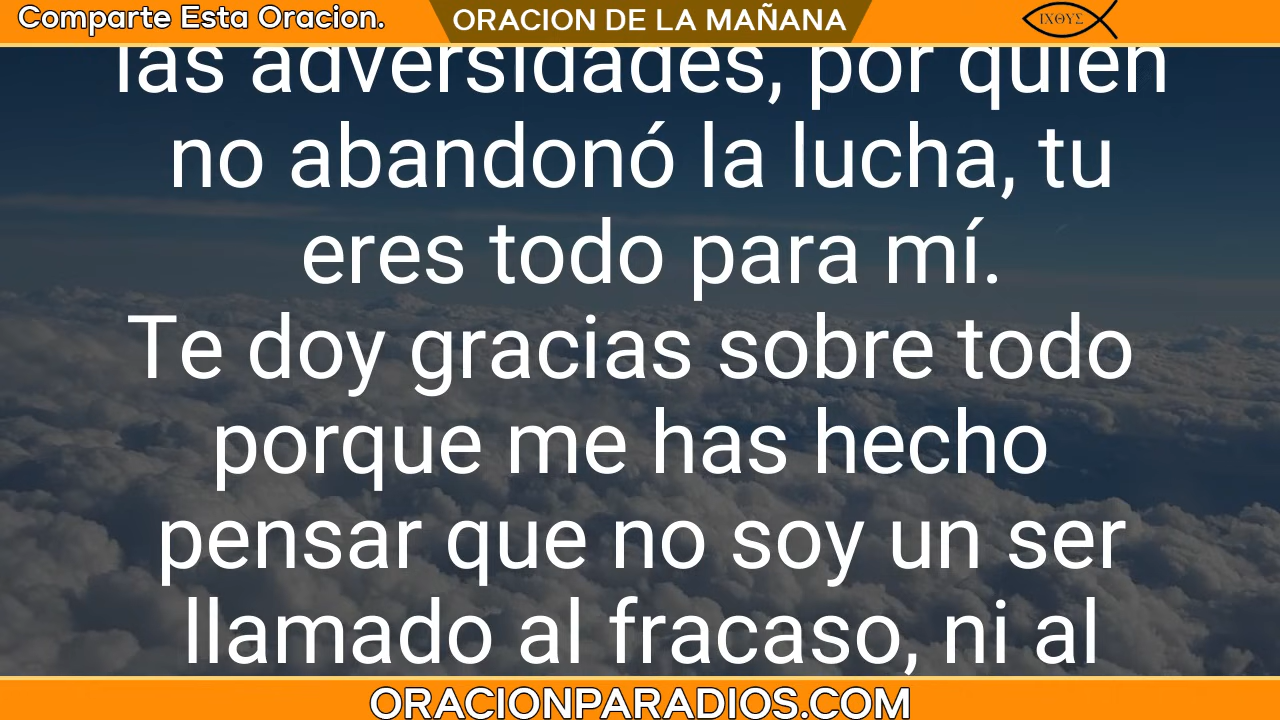 Comparte Esta Oracion.
ORACION DE LA MAÑANA
ΙΧΘΥΣ
las adversidades, por quien
no abandonó la lucha, tu
eres todo para mí.
Te doy gracias sobre todo
porque me has hecho
pensar que no soy un ser
llamado al fracaso, ni al
ORACIONPARADIOS.COM